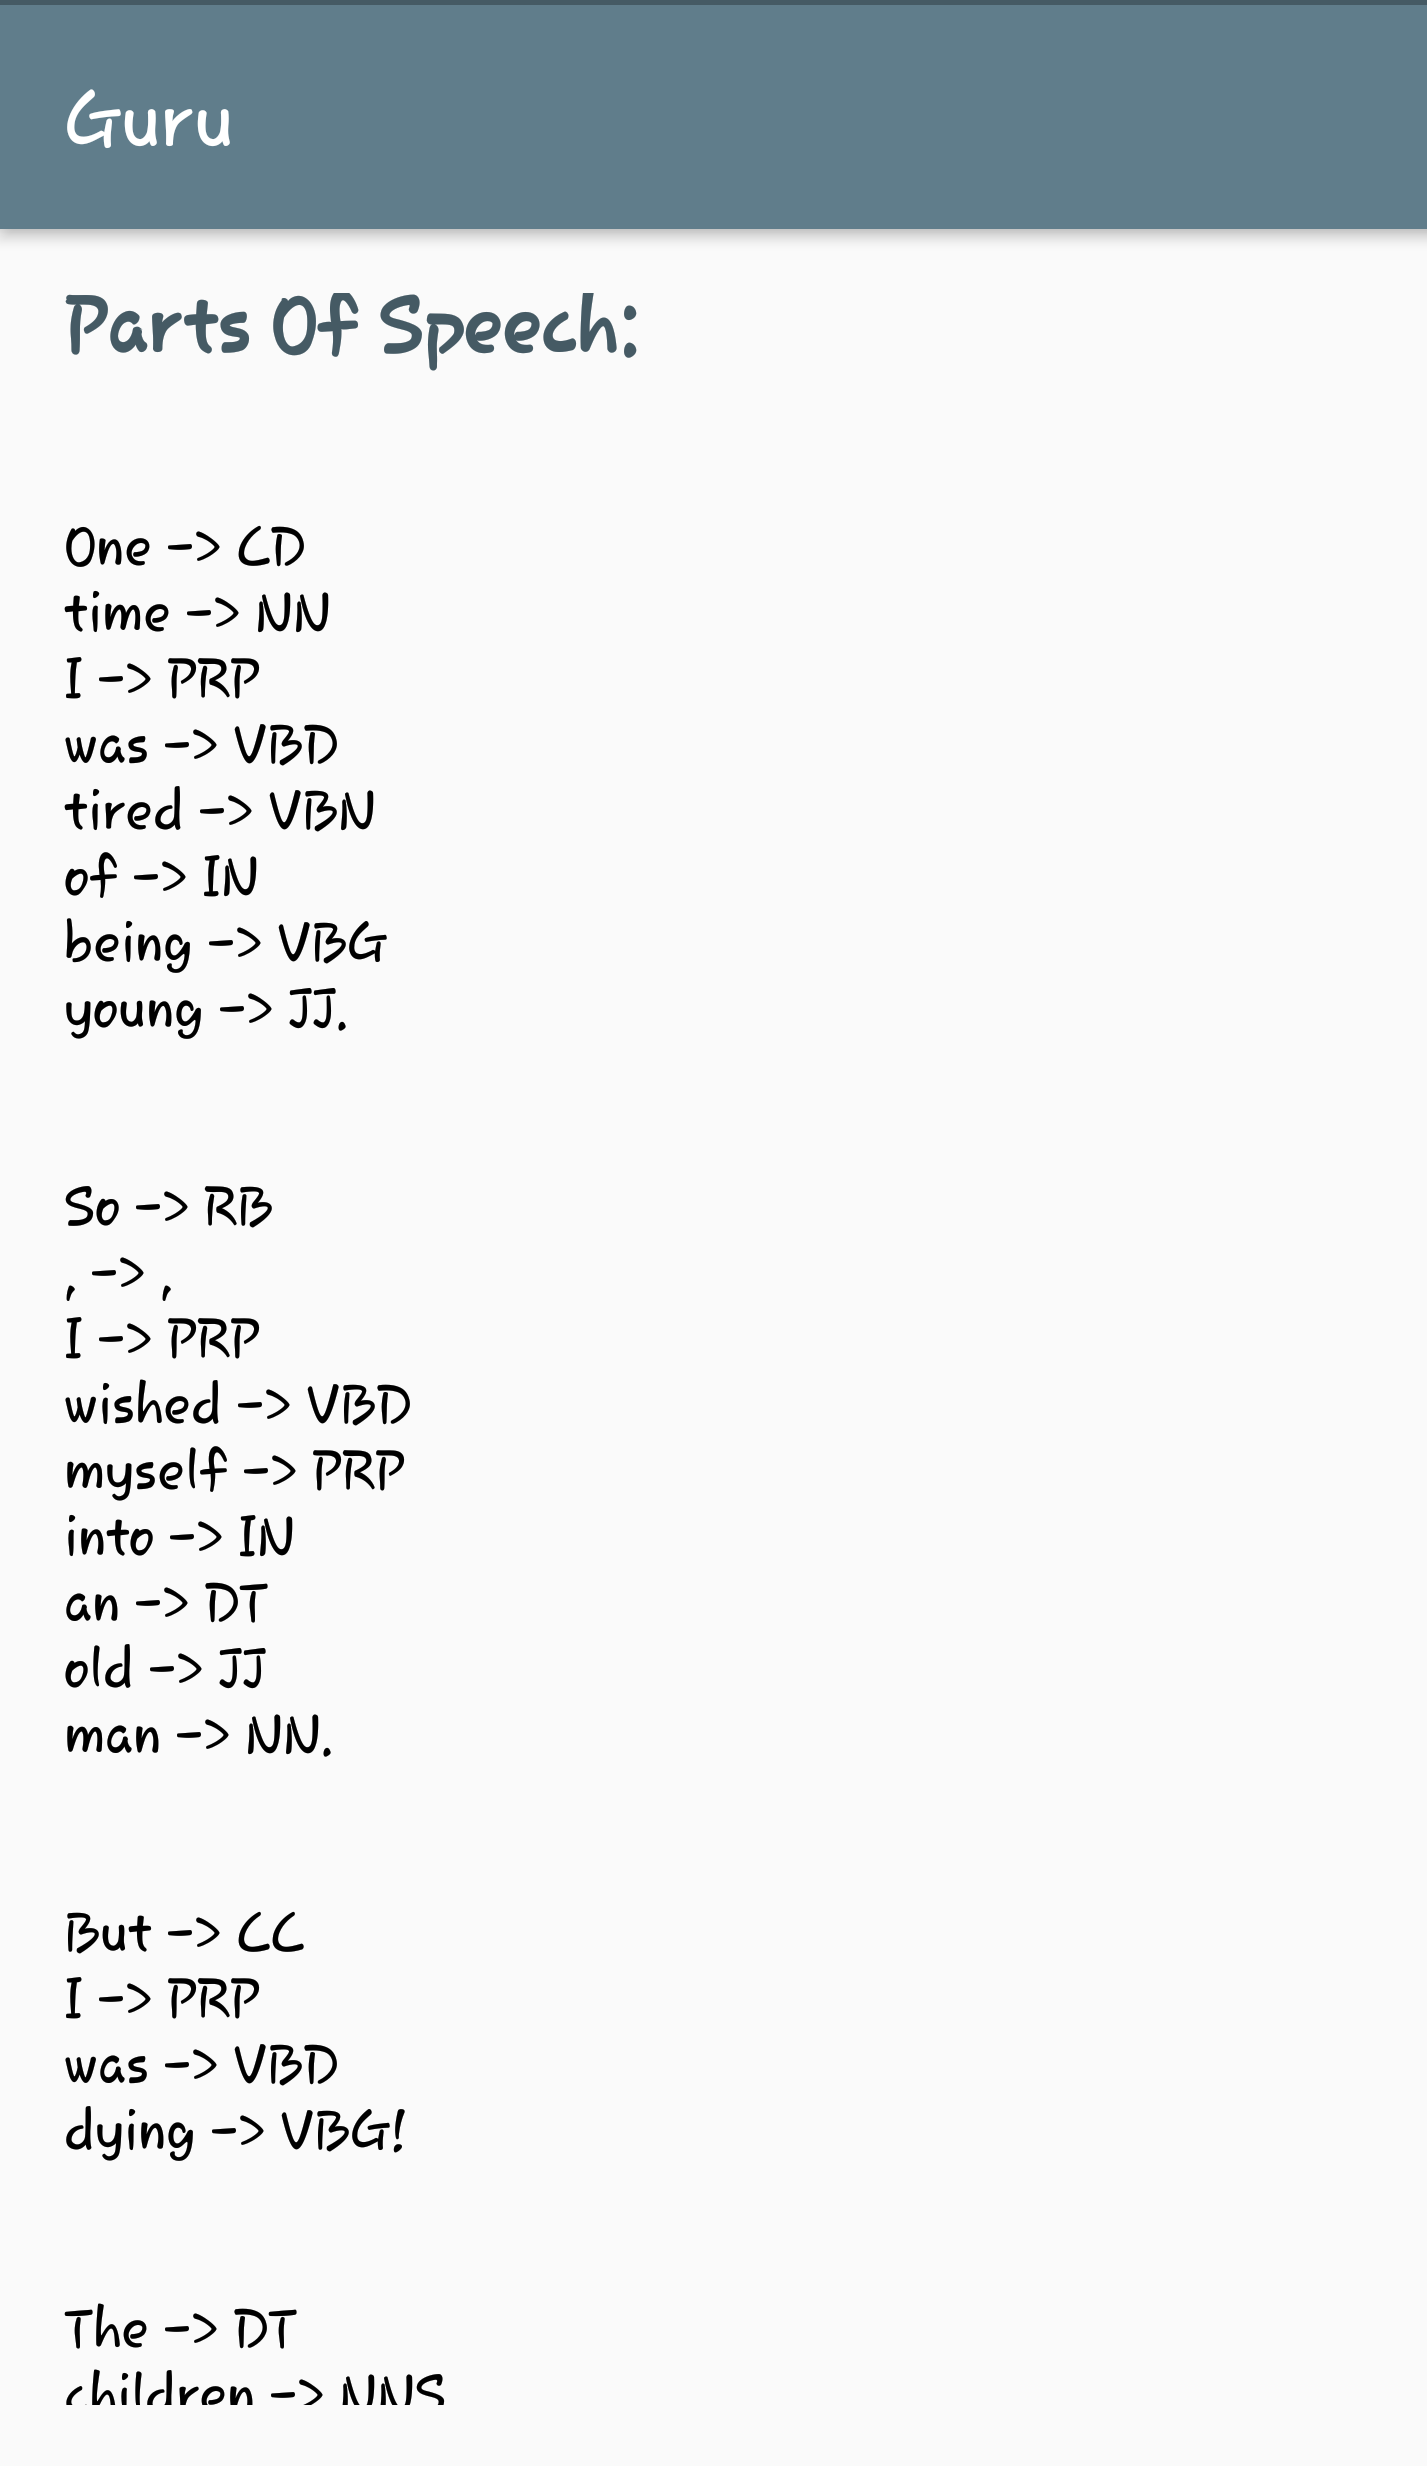 Guru
Parts Of Speech:
One -> CD
time -> NN
I -> PRP
was -> VBD
tired -> VBN
of -> IN
being -> VBG
young -> JJ.
So -> RB
, -> ,
I -> PRP
wished -> VBD
myself -> PRP
into -> IN
an -> DT
old -> JJ
man -> NN.
But -> CC
I -> PRP
was -> VBD
dying -> VBG!
The -> DT
children -> NNS